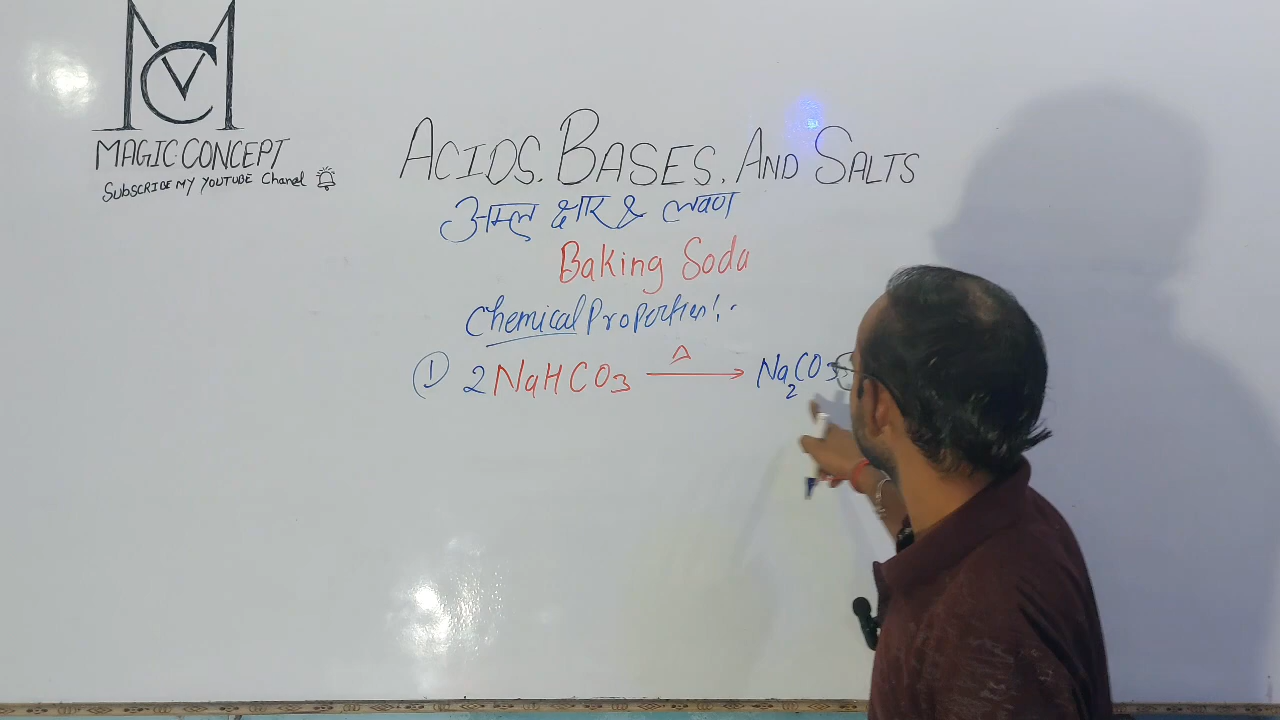 MC
MAGIC CONCEPT
SUBSCRIBE MY YOUTUBE Chanel
ACIDS, BASES, AND SALTS
अम्ल क्षार & लवण
Baking Soda
Chemical Properties:-
① 2NaHCO3 —Δ→ Na2CO3